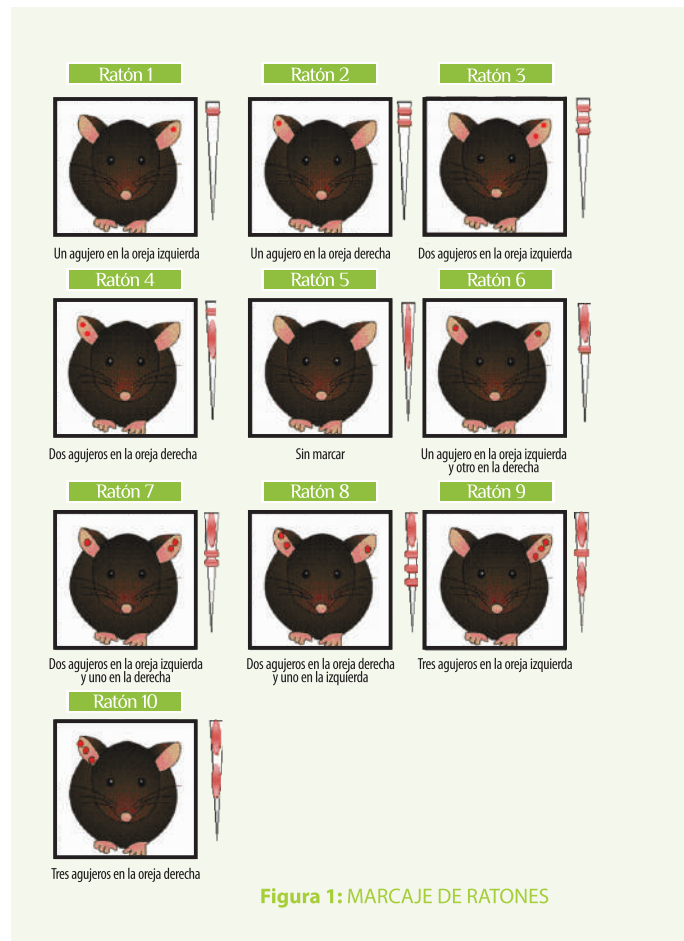 Ratón 1
Ratón 2
Ratón 3
Un agujero en la oreja izquierda
Un agujero en la oreja derecha
Dos agujeros en la oreja izquierda
Ratón 4
Ratón 5
Ratón 6
Dos agujeros en la oreja derecha
Sin marcar
Un agujero en la oreja izquierda
y otro en la derecha
Ratón 7
Ratón 8
Ratón 9
Dos agujeros en la oreja izquierda
y uno en la derecha
Dos agujeros en la oreja derecha
y uno en la izquierda
Tres agujeros en la oreja izquierda
Ratón 10
Tres agujeros en la oreja derecha
Figura 1: MARCAJE DE RATONES